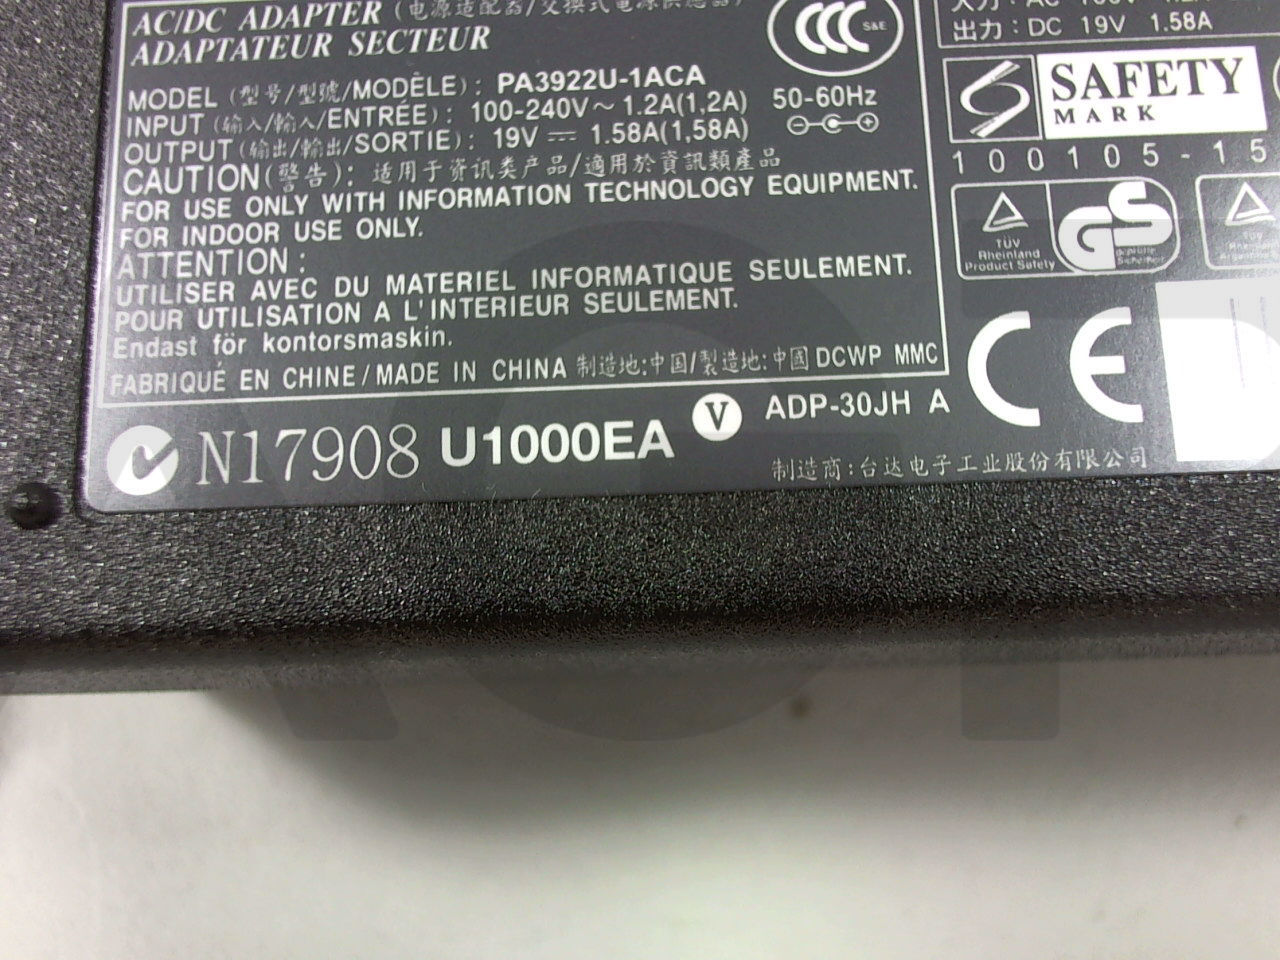 AC/DC ADAPTER (电源适配器/交換式電源供應器)
ADAPTATEUR SECTEUR
MODEL (型号/型號/MODÈLE): PA3922U-1ACA
INPUT (输入/輸入/ENTRÉE): 100-240V~ 1.2A(1,2A) 50-60Hz
OUTPUT (输出/輸出/SORTIE): 19V ⎓ 1.58A(1,58A)
CAUTION(警告): 适用于资讯类产品/適用於資訊類產品
FOR USE ONLY WITH INFORMATION TECHNOLOGY EQUIPMENT.
FOR INDOOR USE ONLY.
ATTENTION :
UTILISER AVEC DU MATERIEL INFORMATIQUE SEULEMENT.
POUR UTILISATION A L'INTERIEUR SEULEMENT.
Endast för kontorsmaskin.
FABRIQUÉ EN CHINE/MADE IN CHINA 制造地:中国/製造地:中國 DCWP MMC
N17908 U1000EA V ADP-30JH A
制造商:台达电子工业股份有限公司
CCC S&E
出力: DC 19V 1.58A
S SAFETY
MARK
100105-15
TÜV
Rheinland
Product Safety
GS
geprüfte
Sicherheit
CE